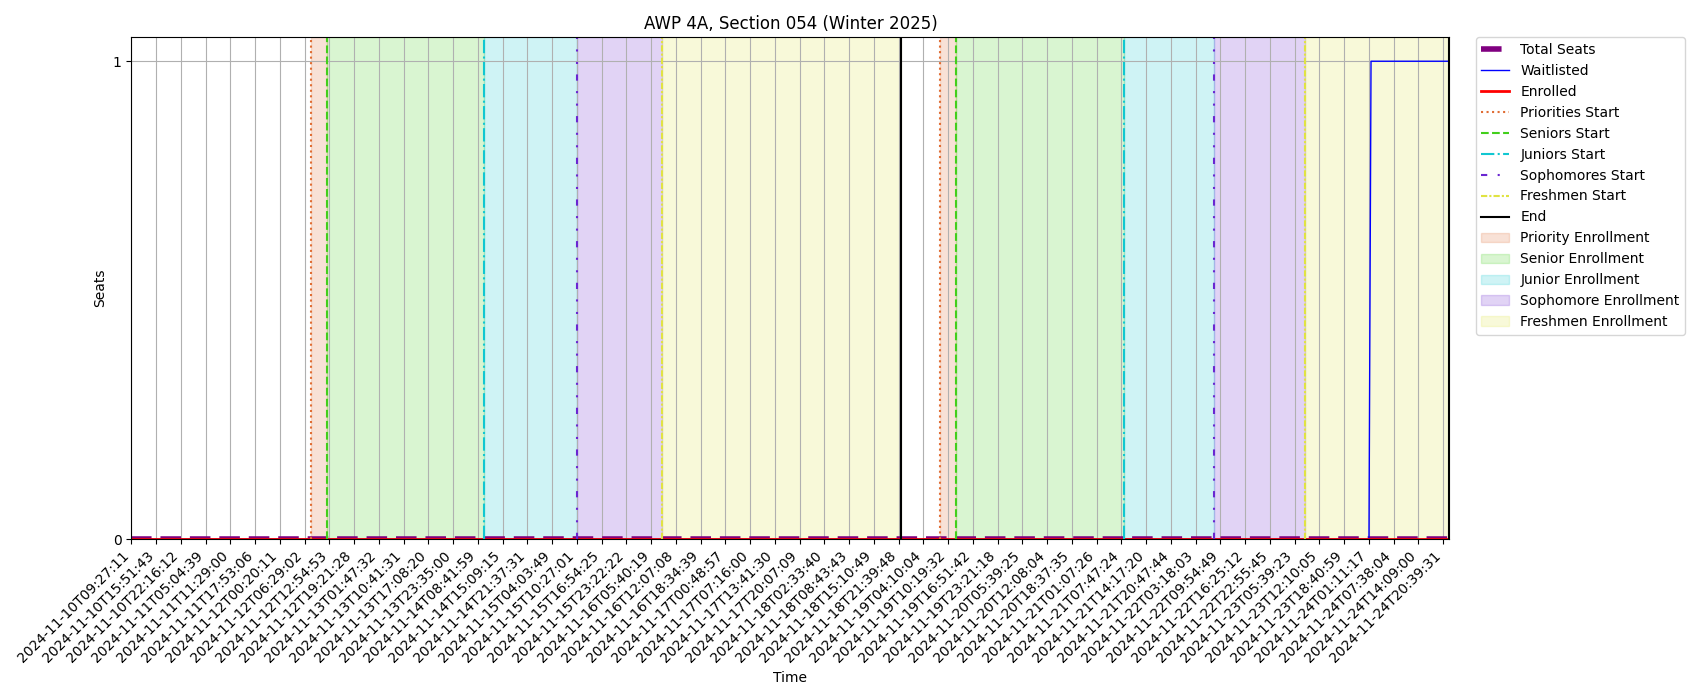 AWP 4A, Section 054 (Winter 2025)
Seats
1
0
2024-11-10T09:27:11
2024-11-10T15:51:43
2024-11-10T22:16:12
2024-11-11T05:04:39
2024-11-11T11:29:00
2024-11-11T17:53:06
2024-11-12T00:20:11
2024-11-12T06:29:02
2024-11-12T12:54:53
2024-11-12T19:21:28
2024-11-13T01:47:32
2024-11-13T10:41:31
2024-11-13T17:08:20
2024-11-13T23:35:00
2024-11-14T08:41:59
2024-11-14T15:09:15
2024-11-14T21:37:31
2024-11-15T04:03:49
2024-11-15T10:27:01
2024-11-15T16:54:25
2024-11-15T23:22:22
2024-11-16T05:40:19
2024-11-16T12:07:08
2024-11-16T18:34:39
2024-11-17T00:48:57
2024-11-17T07:16:00
2024-11-17T13:41:30
2024-11-17T20:07:09
2024-11-18T02:33:40
2024-11-18T08:43:43
2024-11-18T15:10:49
2024-11-18T21:39:48
2024-11-19T04:10:04
2024-11-19T10:19:32
2024-11-19T16:51:42
2024-11-19T23:21:18
2024-11-20T05:39:25
2024-11-20T12:08:04
2024-11-20T18:37:35
2024-11-21T01:07:26
2024-11-21T07:47:24
2024-11-21T14:17:20
2024-11-21T20:47:44
2024-11-22T03:18:03
2024-11-22T09:54:49
2024-11-22T16:25:12
2024-11-22T22:55:45
2024-11-23T05:39:23
2024-11-23T12:10:05
2024-11-23T18:40:59
2024-11-24T01:11:17
2024-11-24T07:38:04
2024-11-24T14:09:00
2024-11-24T20:39:31
Time
Total Seats
Waitlisted
Enrolled
Priorities Start
Seniors Start
Juniors Start
Sophomores Start
Freshmen Start
End
Priority Enrollment
Senior Enrollment
Junior Enrollment
Sophomore Enrollment
Freshmen Enrollment